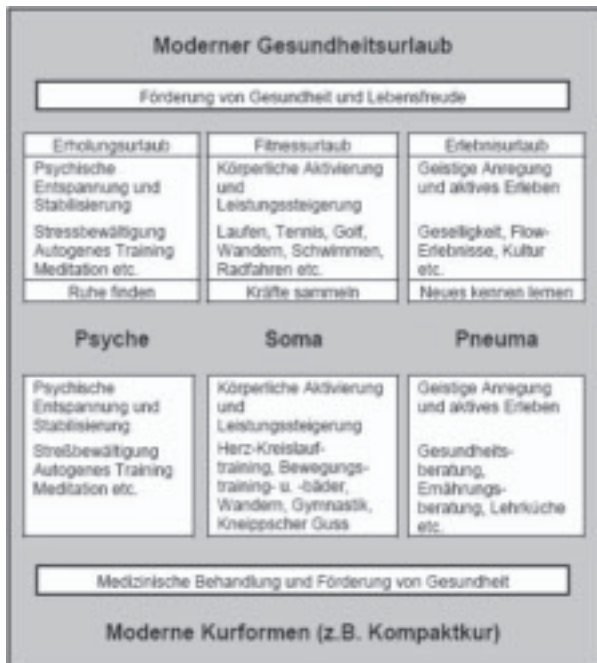 Moderner Gesundheitsurlaub
Förderung von Gesundheit und Lebensfreude
Erholungsurlaub
Psychische
Entspannung und
Stabilisierung
Stressbewältigung
Autogenes Training
Meditation etc.
Ruhe finden
Fitnessurlaub
Körperliche Aktivierung
und
Leistungssteigerung
Laufen, Tennis, Golf,
Wandern, Schwimmen,
Radfahren etc.
Kräfte sammeln
Erlebnisurlaub
Geistige Anregung
und aktives Erleben
Geselligkeit, Flow-
Erlebnisse, Kultur
etc.
Neues kennen lernen
Psyche
Soma
Pneuma
Psychische
Entspannung und
Stabilisierung
Streßbewältigung
Autogenes Training
Meditation etc.
Körperliche Aktivierung
und
Leistungssteigerung
Herz-Kreislauf-
training, Bewegungs-
training- u. -bäder,
Wandern, Gymnastik,
Kneippscher Guss
Geistige Anregung
und aktives Erleben
Gesundheits-
beratung,
Ernährungs-
beratung, Lehrküche
etc.
Medizinische Behandlung und Förderung von Gesundheit
Moderne Kurformen (z.B. Kompaktkur)